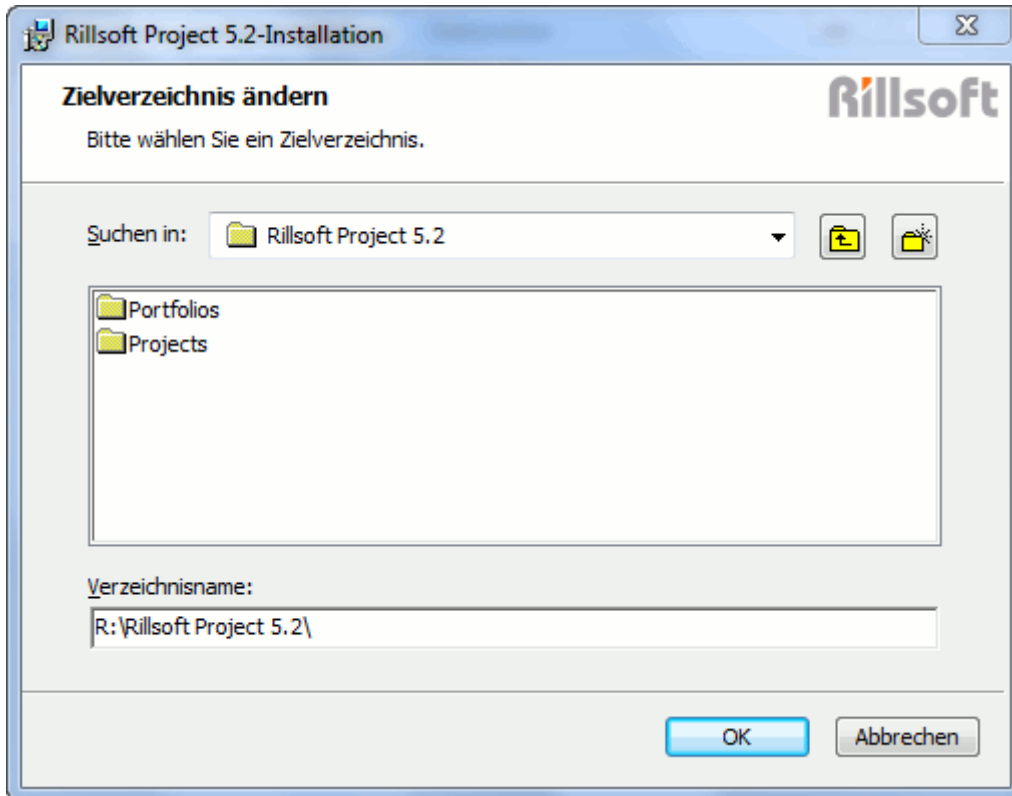 Rillsoft Project 5.2-Installation
Zielverzeichnis ändern
Rillsoft
Bitte wählen Sie ein Zielverzeichnis.
Suchen in: Rillsoft Project 5.2
Portfolios
Projects
Verzeichnisname:
R:\Rillsoft Project 5.2\
OK Abbrechen